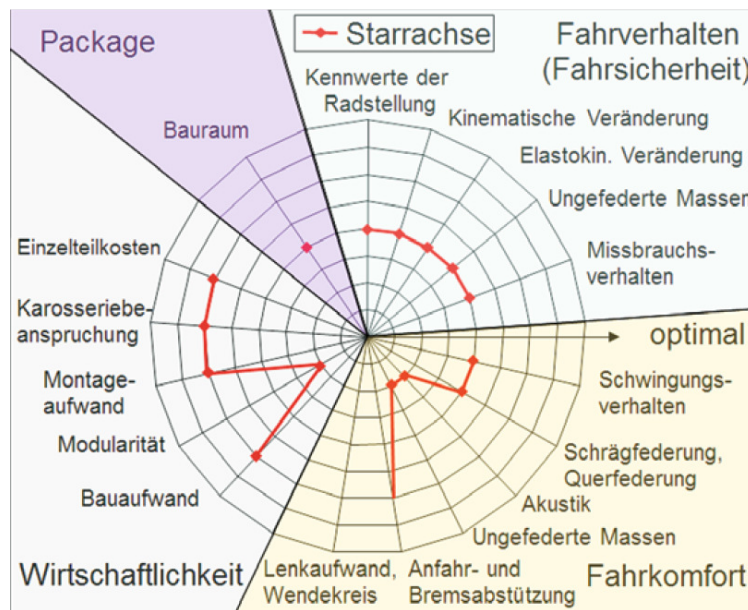 Package
Starrachse
Fahrverhalten
(Fahrsicherheit)
Kennwerte der
Radstellung
Kinematische Veränderung
Elastokin. Veränderung
Ungefederte Massen
Missbrauchs-
verhalten
optimal
Schwingungs-
verhalten
Schrägfederung,
Querfederung
Akustik
Ungefederte Massen
Anfahr- und
Bremsabstützung
Fahrkomfort
Lenkaufwand,
Wendekreis
Wirtschaftlichkeit
Bauaufwand
Modularität
Montage-
aufwand
Karosseriebe-
anspruchung
Einzelteilkosten
Bauraum